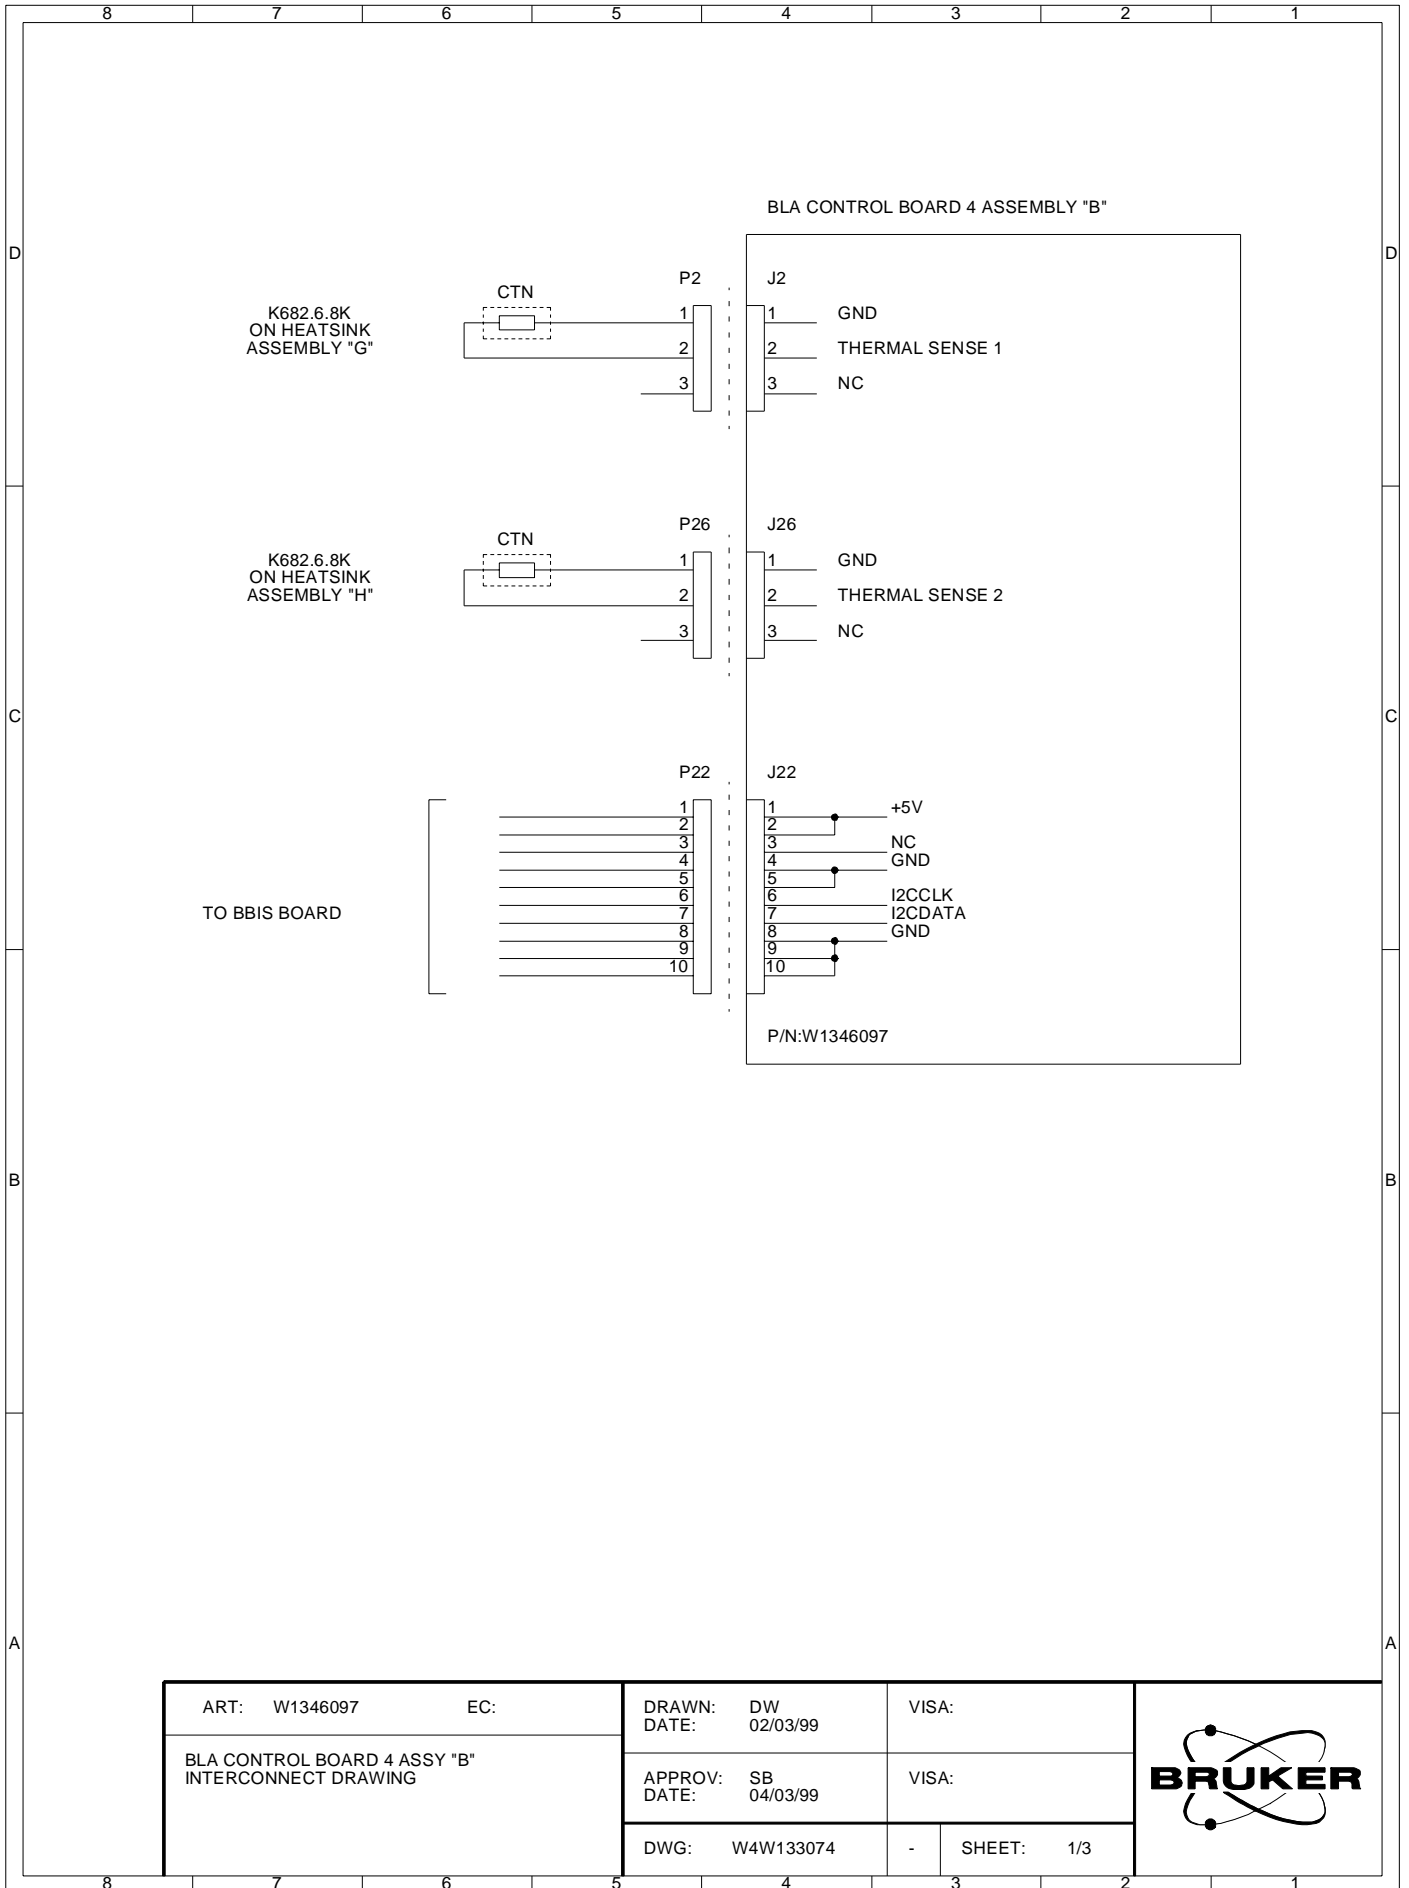 8 7 6 5 4 3 2 1
BLA CONTROL BOARD 4 ASSEMBLY "B"
D D
P2 J2
CTN
K682.6.8K
ON HEATSINK
ASSEMBLY "G"
1 1 GND
2 2 THERMAL SENSE 1
3 3 NC
P26 J26
CTN
K682.6.8K
ON HEATSINK
ASSEMBLY "H"
1 1 GND
2 2 THERMAL SENSE 2
3 3 NC
C C
P22 J22
1 1 +5V
2 2
3 3 NC
4 4 GND
5 5
6 6 I2CCLK
7 7 I2CDATA
TO BBIS BOARD
8 8 GND
9 9
10 10
P/N:W1346097
B B
A A
ART: W1346097 EC:
BLA CONTROL BOARD 4 ASSY "B"
INTERCONNECT DRAWING
DRAWN: DW
DATE: 02/03/99
VISA:
APPROV: SB
DATE: 04/03/99
VISA:
DWG: W4W133074 - SHEET: 1/3
BRUKER
8 7 6 5 4 3 2 1